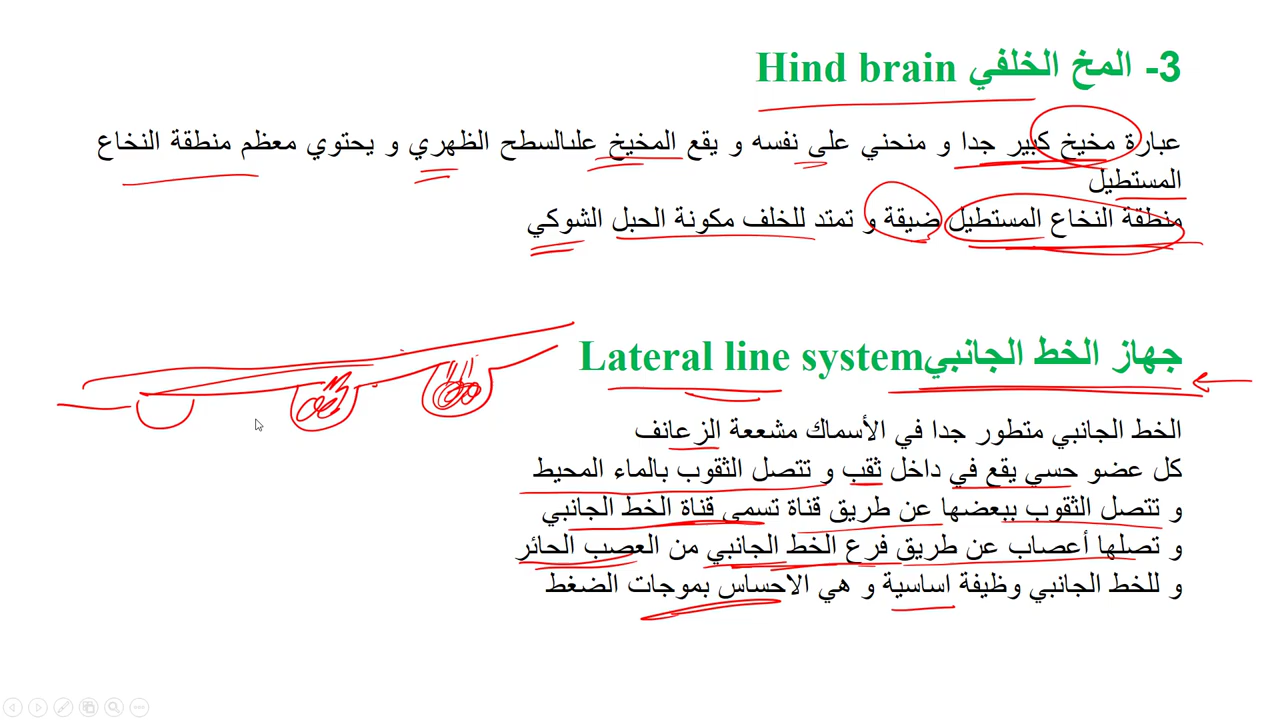 3- المخ الخلفي Hind brain
عبارة مخيخ كبير جدا و منحني على نفسه و يقع المخيخ علىالسطح الظهري و يحتوي معظم منطقة النخاع
المستطيل
منطقة النخاع المستطيل ضيقة و تمتد للخلف مكونة الحبل الشوكي
جهاز الخط الجانبيLateral line system
الخط الجانبي متطور جدا في الأسماك مشععة الزعانف
كل عضو حسي يقع في داخل ثقب و تتصل الثقوب بالماء المحيط
و تتصل الثقوب ببعضها عن طريق قناة تسمى قناة الخط الجانبي
و تصلها أعصاب عن طريق فرع الخط الجانبي من العصب الحائر
و للخط الجانبي وظيفة اساسية و هي الاحساس بموجات الضغط